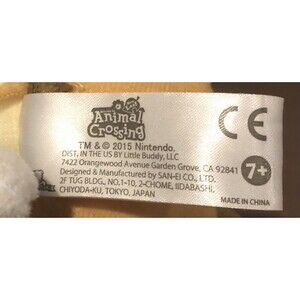 Animal
Crossing
TM & © 2015 Nintendo.
DIST. IN THE US BY Little Buddy, LLC
7422 Orangewood Avenue Garden Grove, CA 92841
Designed & Manufactured by SAN-EI CO., LTD.
2F TUG BLDG., NO.1-10, 2-CHOME, IIDABASHI,
CHIYODA-KU, TOKYO, JAPAN
CE
7+
MADE IN CHINA